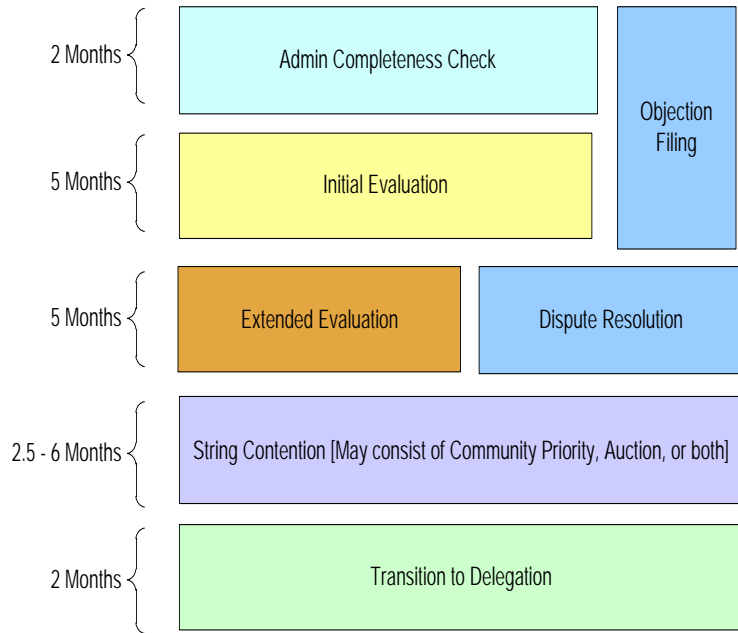 2 Months
Admin Completeness Check
Objection
Filing
5 Months
Initial Evaluation
5 Months
Extended Evaluation
Dispute Resolution
2.5 - 6 Months
String Contention [May consist of Community Priority, Auction, or both]
2 Months
Transition to Delegation